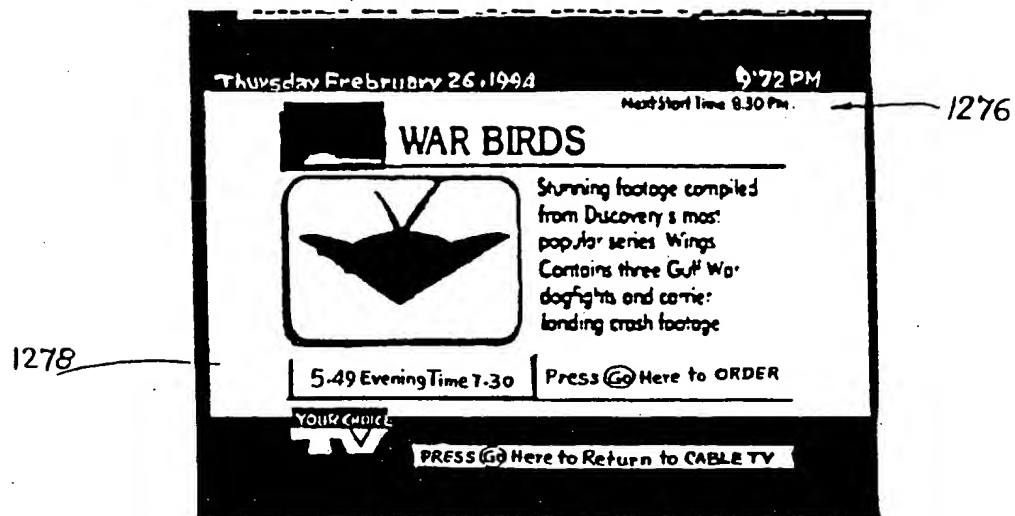 Thursday Frebruary 26,1994
9'72 PM
Next Start Time 8.30 PM.
1276
WAR BIRDS
Stunning footage compiled
from Discovery s most
popular series Wings
Contains three Gulf War
dogfights and carrier
landing crash footage
1278
5.49 Evening Time 7.30
Press Go Here to ORDER
YOUR CHOICE
TV
PRESS Go Here to Return to CABLE TV